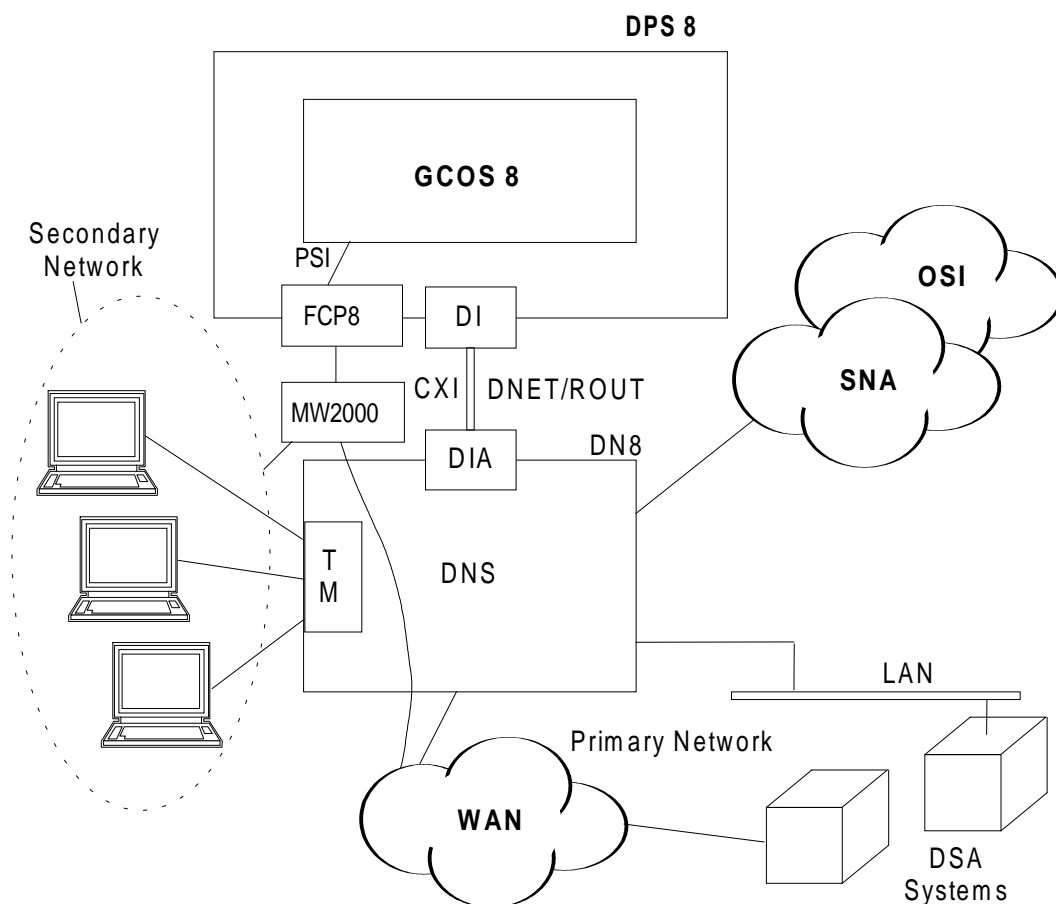 DPS 8
GCOS 8
Secondary
Network
PSI
OSI
FCP8
DI
SNA
CXI
DNET/ROUT
MW2000
DN8
DIA
T
M
DNS
LAN
Primary Network
WAN
DSA
Systems